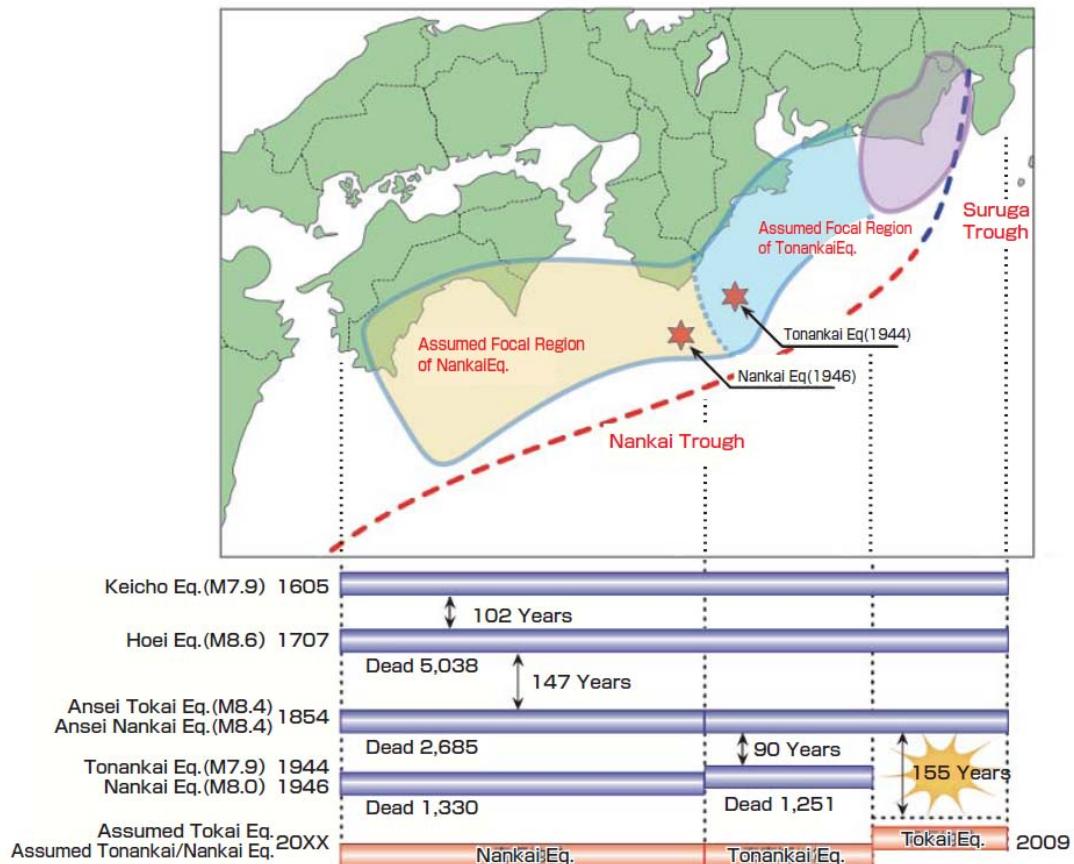 Assumed Focal Region
of TonankaiEq.
Suruga
Trough
Assumed Focal Region
of NankaiEq.
Tonankai Eq(1944)
Nankai Eq(1946)
Nankai Trough
Keicho Eq.(M7.9) 1605
102 Years
Hoei Eq.(M8.6) 1707
Dead 5,038
147 Years
Ansei Tokai Eq.(M8.4)
Ansei Nankai Eq.(M8.4) 1854
Dead 2,685
90 Years
155 Years
Tonankai Eq.(M7.9) 1944
Nankai Eq.(M8.0) 1946
Dead 1,330
Dead 1,251
Assumed Tokai Eq.
Assumed Tonankai/Nankai Eq. 20XX
Tokai Eq. 2009
Nankai Eq. Tonankai Eq.